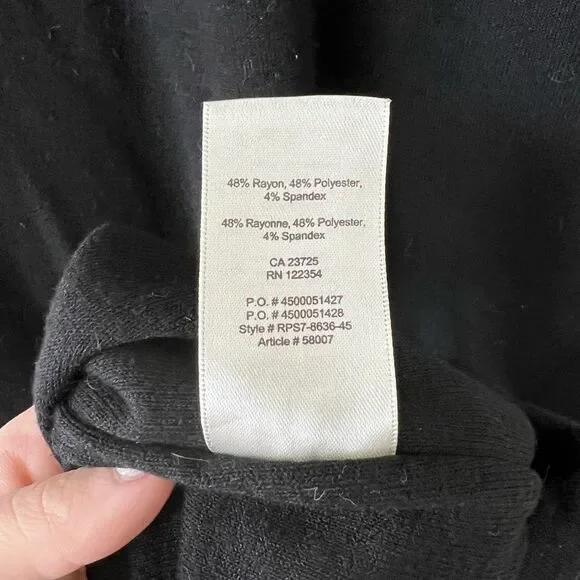 48% Rayon, 48% Polyester,
4% Spandex
48% Rayonne, 48% Polyester,
4% Spandex
CA 23725
RN 122354
P.O. # 4500051427
P.O. # 4500051428
Style # RPS7-8636-45
Article # 58007